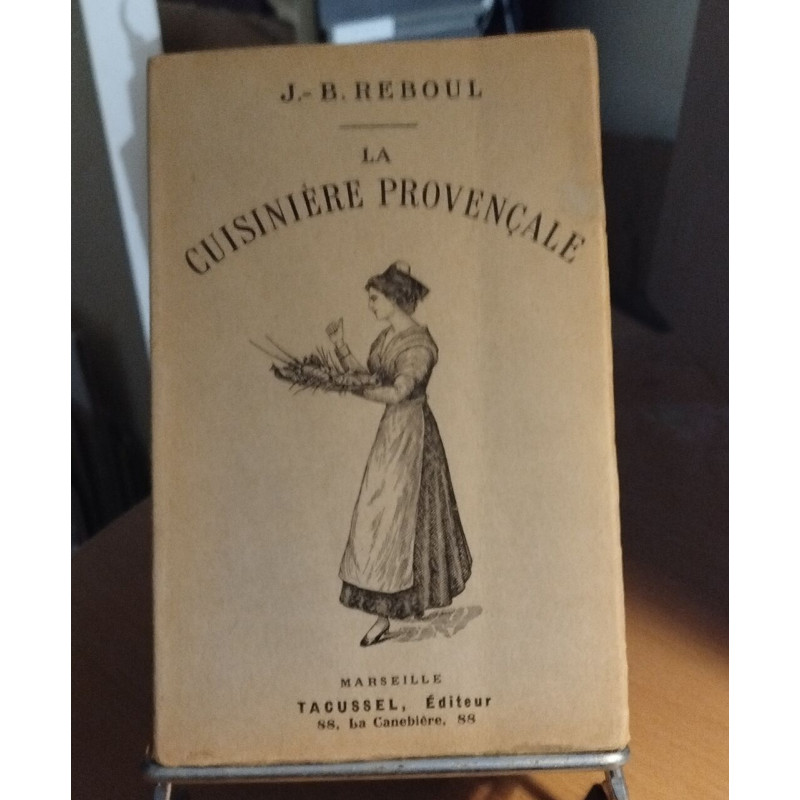 J.-B. REBOUL
LA
CUISINIÈRE PROVENÇALE
MARSEILLE
TACUSSEL, Éditeur
88, La Canebière, 88